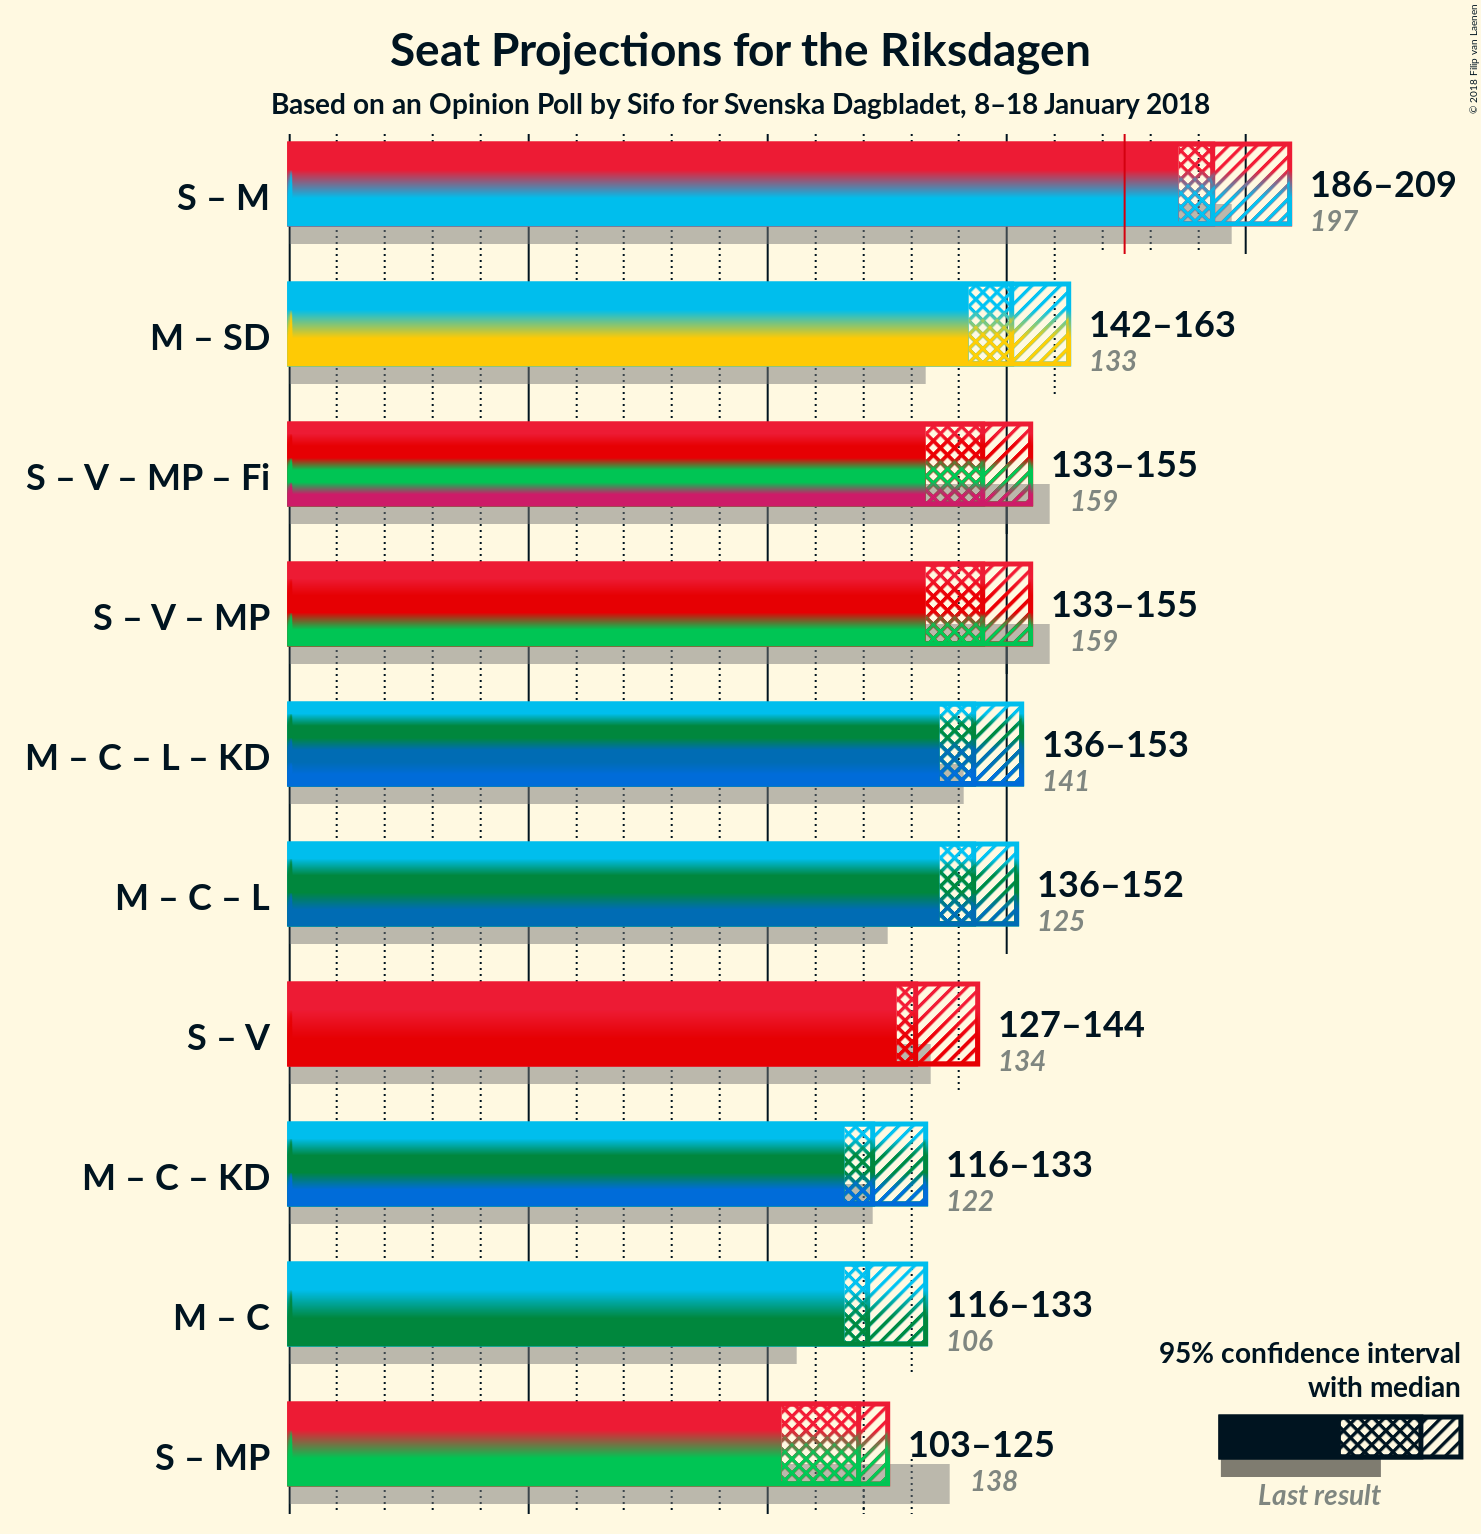 Seat Projections for the Riksdagen
Based on an Opinion Poll by Sifo for Svenska Dagbladet, 8–18 January 2018
© 2018 Filip van Laenen
S – M
186–209
197
M – SD
142–163
133
S – V – MP – Fi
133–155
159
S – V – MP
133–155
159
M – C – L – KD
136–153
141
M – C – L
136–152
125
S – V
127–144
134
M – C – KD
116–133
122
M – C
116–133
106
S – MP
103–125
138
95% confidence interval
with median
Last result